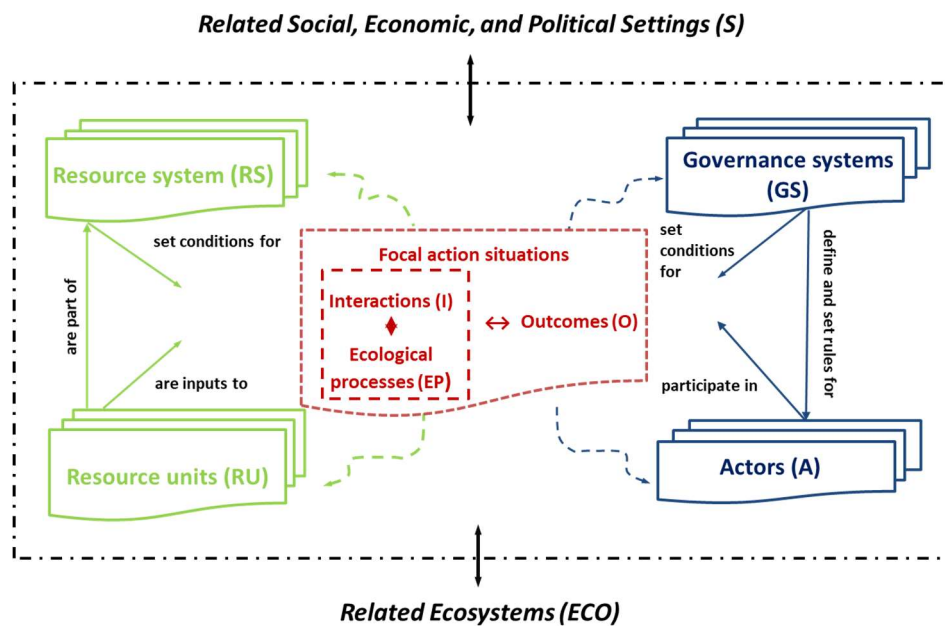 Related Social, Economic, and Political Settings (S)
Resource system (RS)
Governance systems
(GS)
set conditions for
set
conditions
for
are part of
define and set rules for
Focal action situations
Interactions (I)
Outcomes (O)
Ecological
processes (EP)
are inputs to
participate in
Resource units (RU)
Actors (A)
Related Ecosystems (ECO)